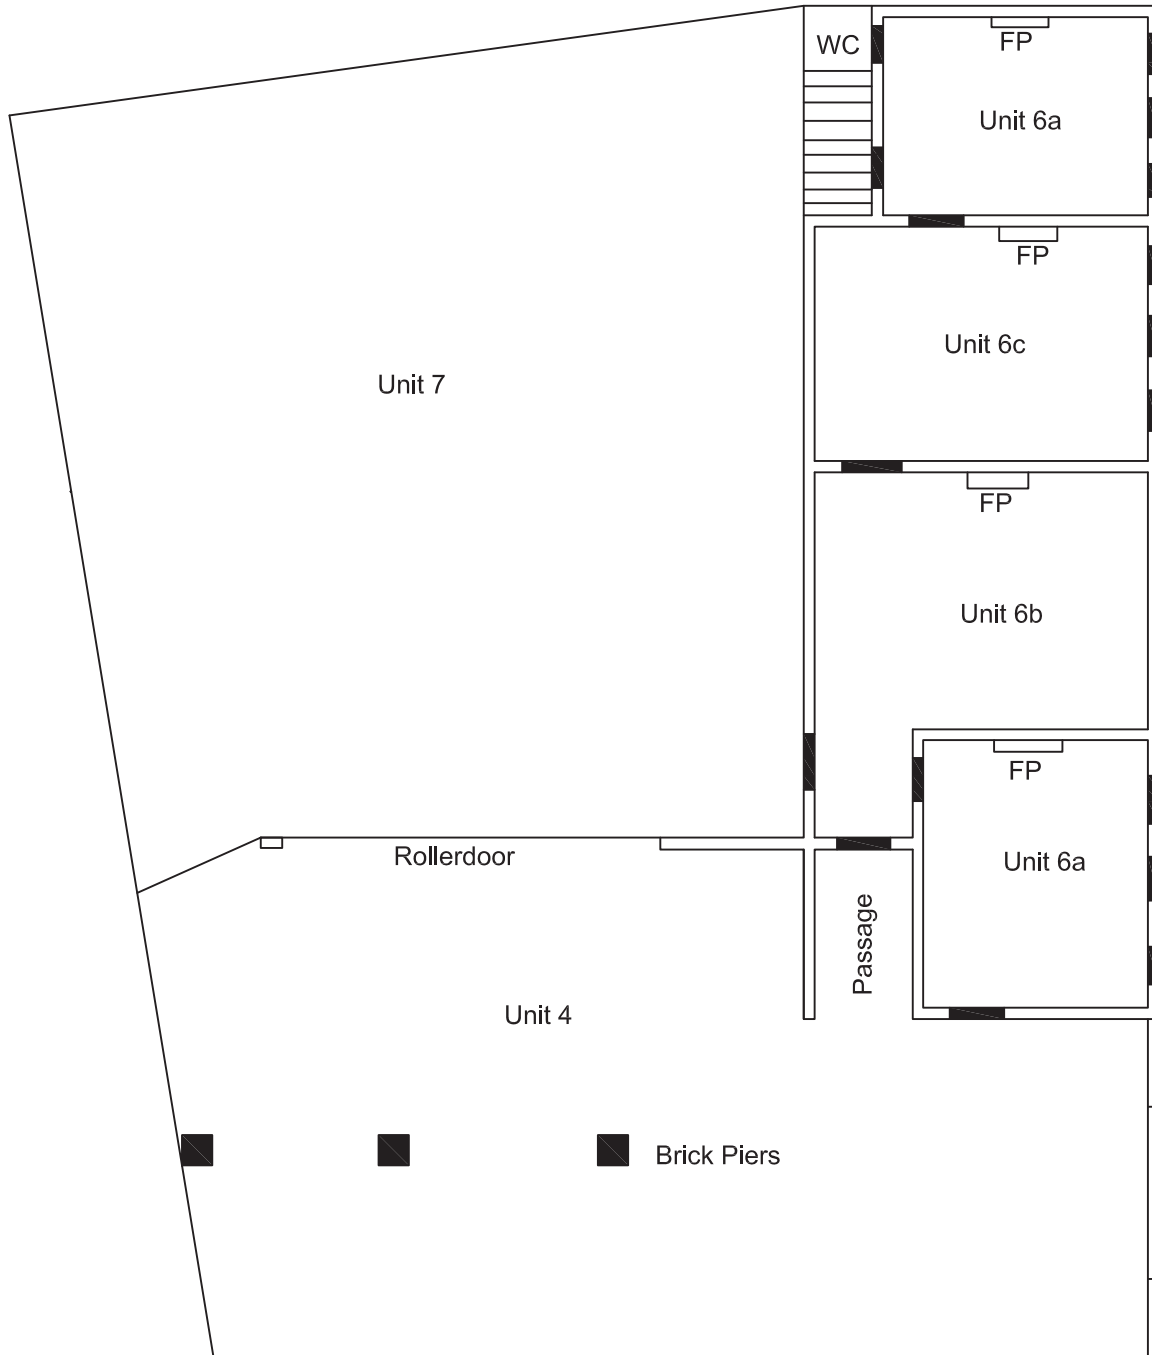 WC
FP
Unit 6a
FP
Unit 6c
Unit 7
FP
Unit 6b
FP
Rollerdoor
Unit 6a
Passage
Unit 4
Brick Piers